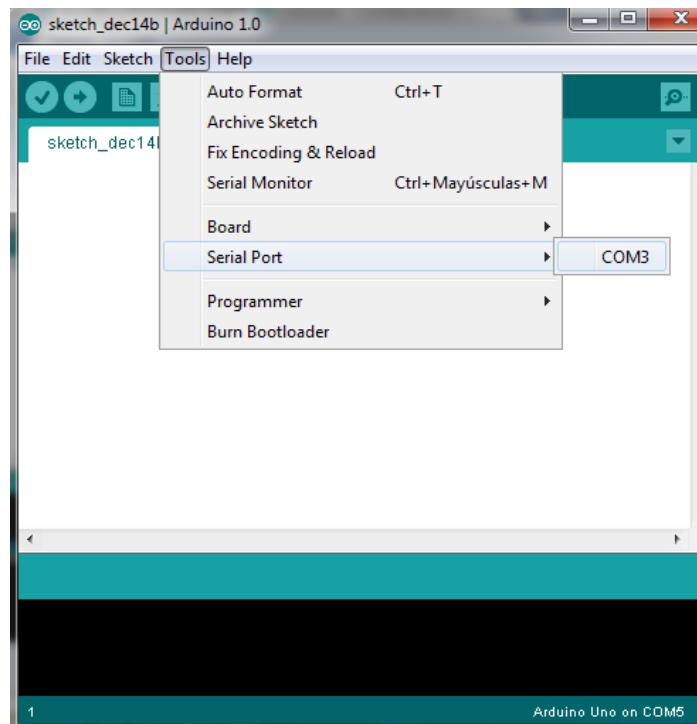 sketch_dec14b | Arduino 1.0
File Edit Sketch Tools Help
Auto Format Ctrl+T
Archive Sketch
sketch_dec14
Fix Encoding & Reload
Serial Monitor Ctrl+Mayúsculas+M
Board
Serial Port COM3
Programmer
Burn Bootloader
1 Arduino Uno on COM5